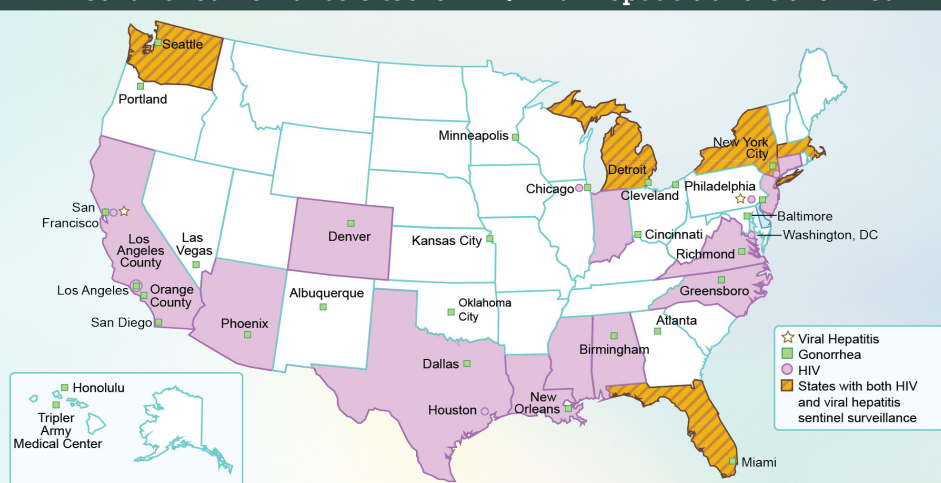 Seattle
Portland
Minneapolis
New York
City
Detroit
Chicago
Cleveland
Philadelphia
San
Francisco
Baltimore
Washington, DC
Los
Angeles
County
Las
Vegas
Denver
Kansas City
Cincinnati
Richmond
Los Angeles
Orange
County
Albuquerque
Oklahoma
City
Greensboro
San Diego
Phoenix
Atlanta
Birmingham
Dallas
Houston
New
Orleans
Miami
Honolulu
Tripler
Army
Medical Center
Viral Hepatitis
Gonorrhea
HIV
States with both HIV
and viral hepatitis
sentinel surveillance